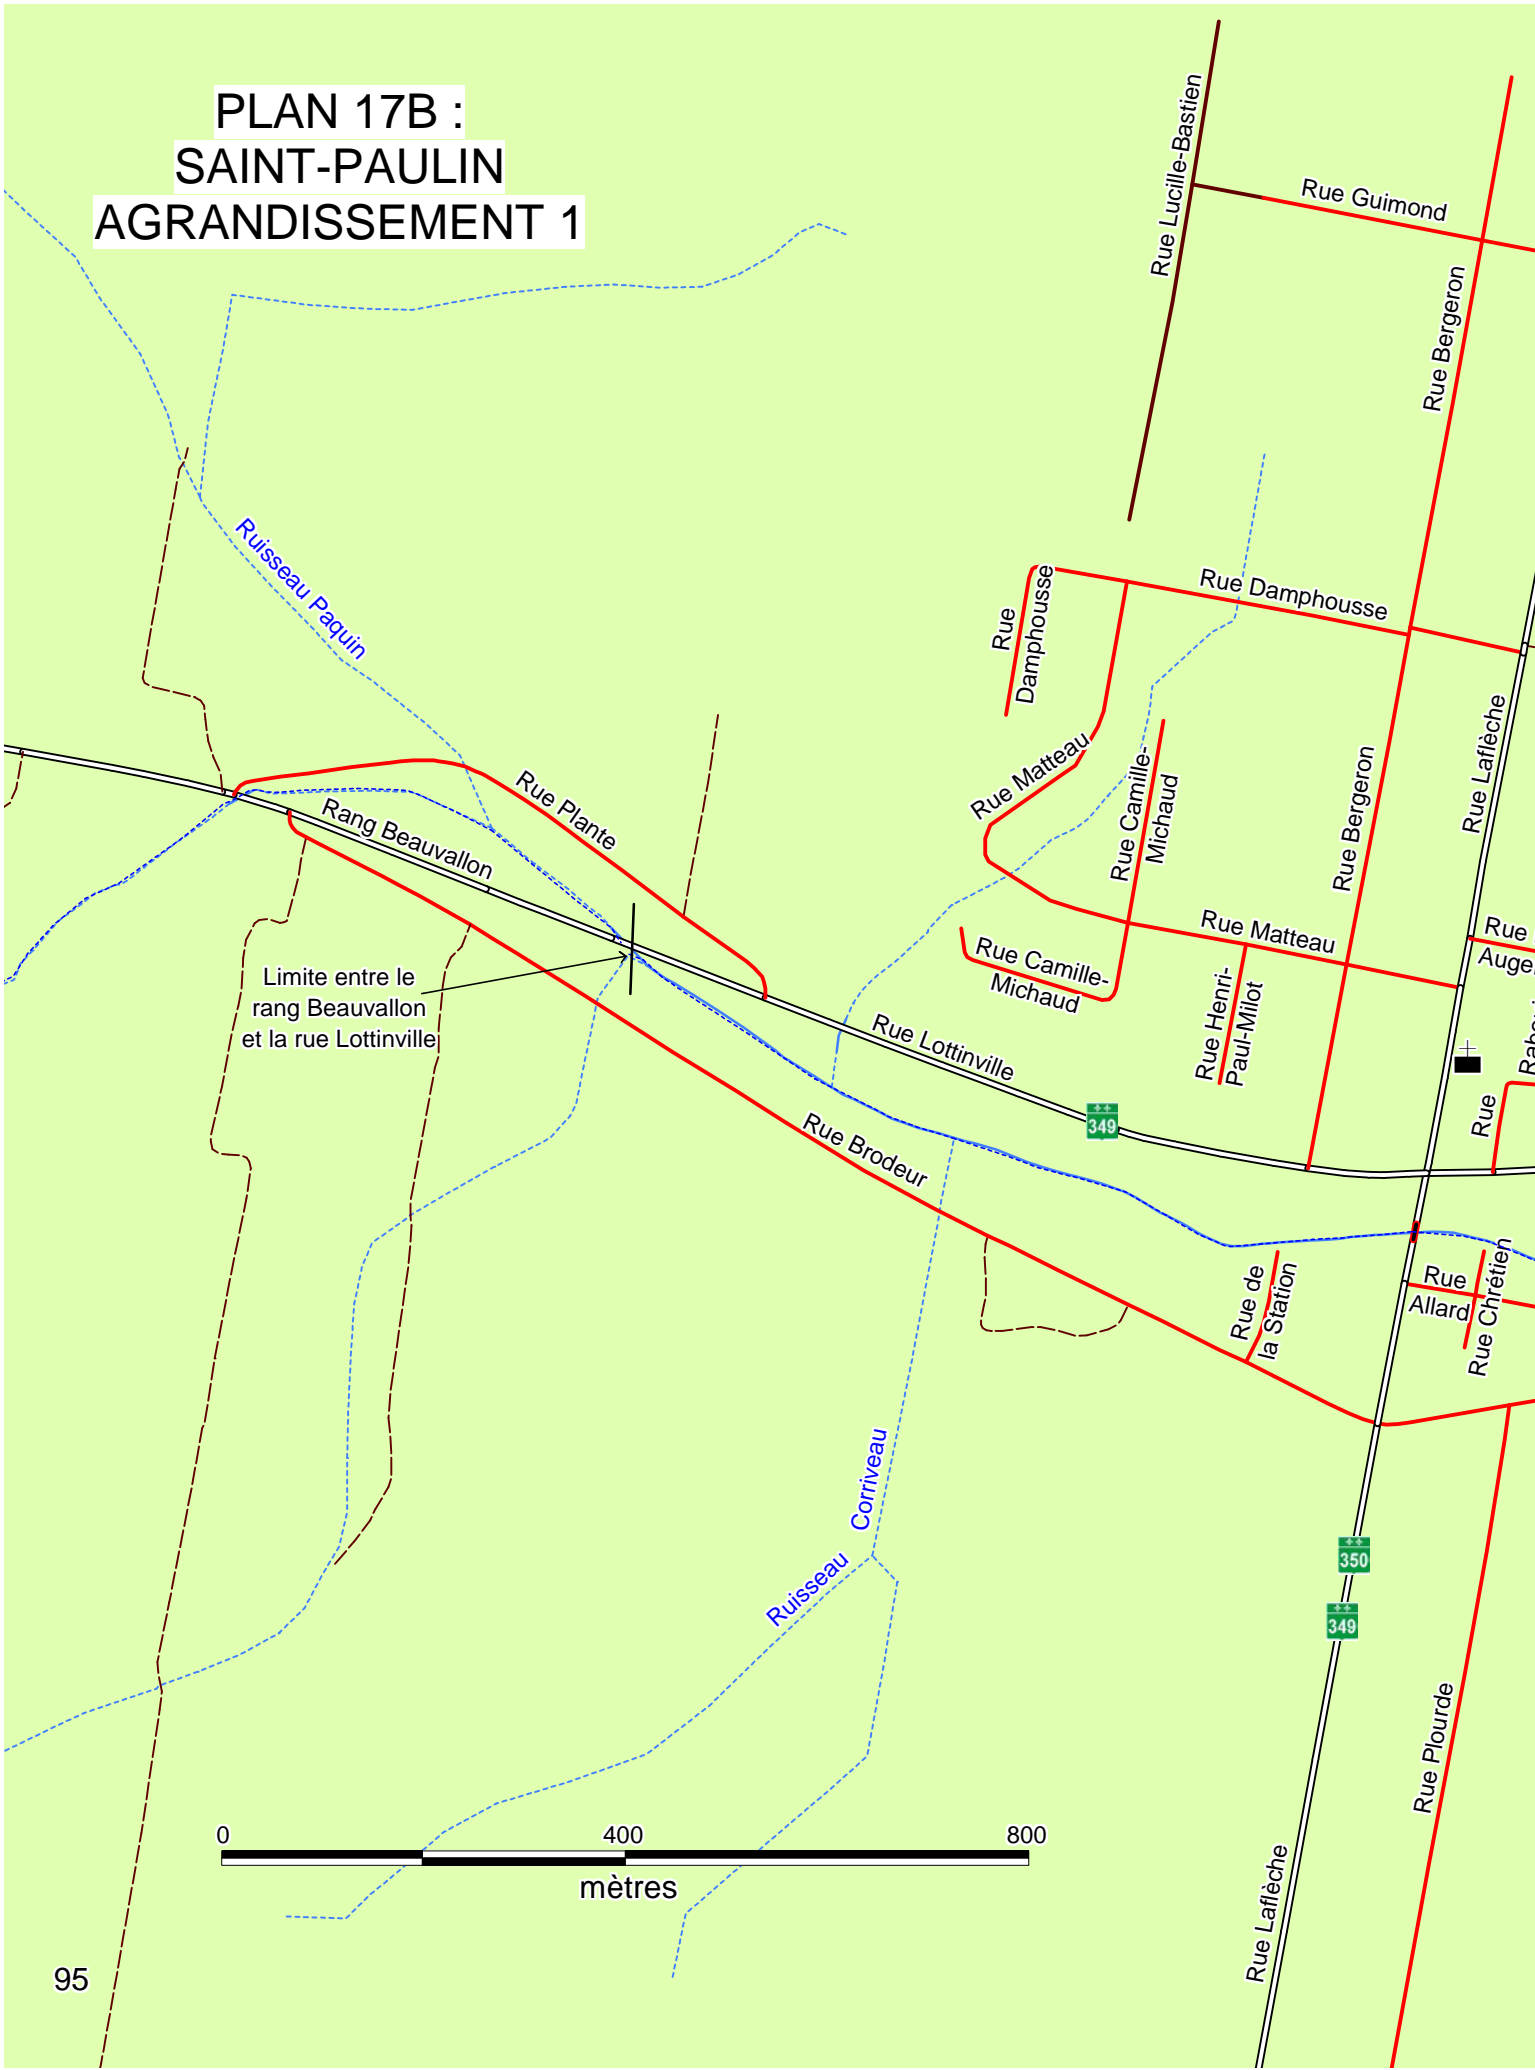 PLAN 17B :
SAINT-PAULIN
AGRANDISSEMENT 1
Rue Lucille-Bastien
Rue Guimond
Rue Bergeron
Ruisseau Paquin
Rue Damphousse
Rue
Damphousse
Rue Laflèche
Rue Matteau
Rue Camille-
Michaud
Rue Bergeron
Rue Plante
Rang Beauvallon
Rue Matteau
Rue
Auge
Rue Camille-
Michaud
Rue Henri-
Paul-Milot
Limite entre le
rang Beauvallon
et la rue Lottinville
Rue Lottinville
349
Rue
Rue Brodeur
Rue de
la Station
Rue
Allard
Rue Chrétien
Ruisseau Corriveau
350
349
Rue Plourde
Rue Laflèche
0 400 800
mètres
95